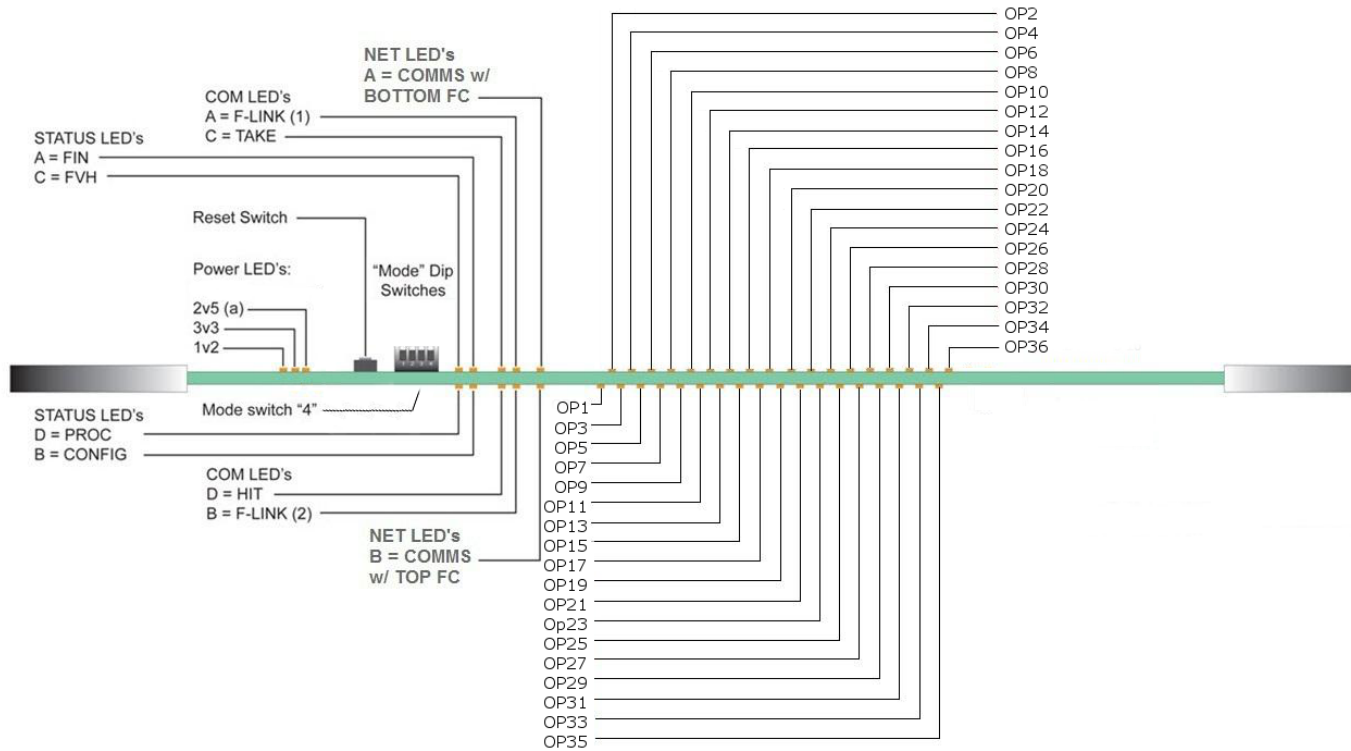 NET LED's
A = COMMS w/
BOTTOM FC
COM LED's
A = F-LINK (1)
C = TAKE
STATUS LED's
A = FIN
C = FVH
Reset Switch
Power LED's:
2v5 (a)
3v3
1v2
"Mode" Dip
Switches
OP2
OP4
OP6
OP8
OP10
OP12
OP14
OP16
OP18
OP20
OP22
OP24
OP26
OP28
OP30
OP32
OP34
OP36
Mode switch "4"
STATUS LED's
D = PROC
B = CONFIG
COM LED's
D = HIT
B = F-LINK (2)
NET LED's
B = COMMS
w/ TOP FC
OP1
OP3
OP5
OP7
OP9
OP11
OP13
OP15
OP17
OP19
OP21
Op23
OP25
OP27
OP29
OP31
OP33
OP35